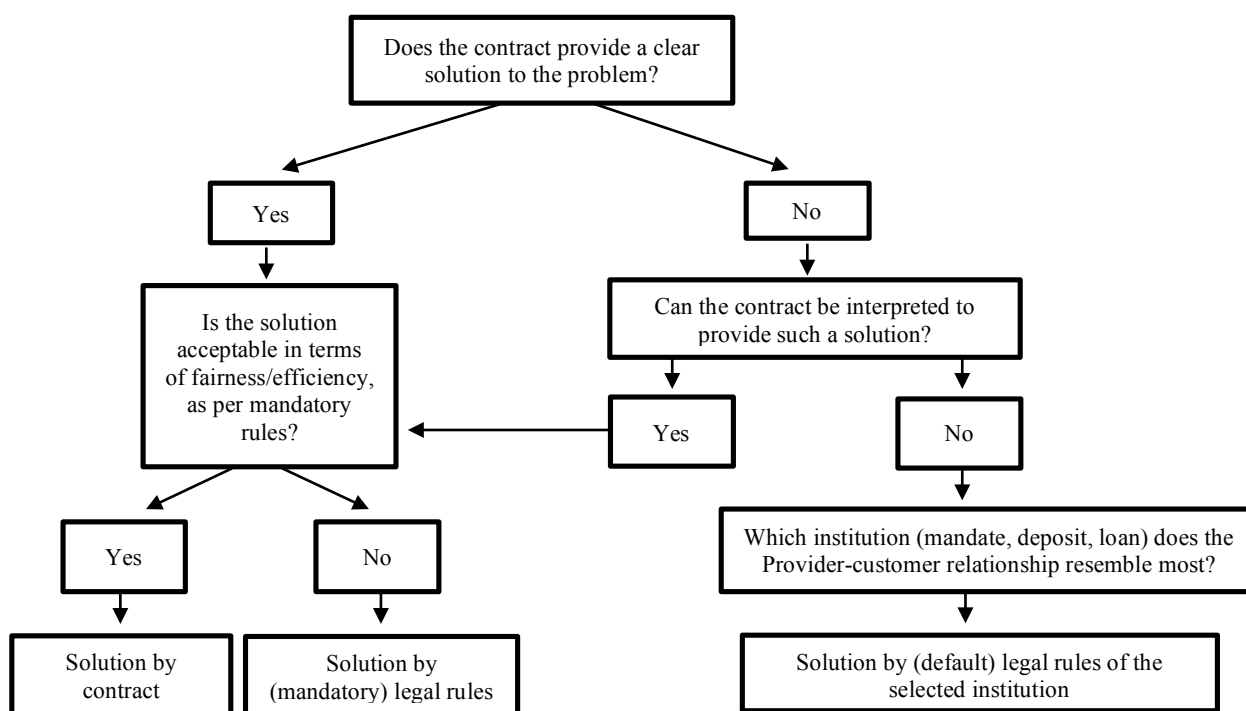 Does the contract provide a clear
solution to the problem?
Yes
No
Is the solution
acceptable in terms
of fairness/efficiency,
as per mandatory
rules?
Can the contract be interpreted to
provide such a solution?
Yes
No
Yes
No
Which institution (mandate, deposit, loan) does the
Provider-customer relationship resemble most?
Solution by
contract
Solution by
(mandatory) legal rules
Solution by (default) legal rules of the
selected institution